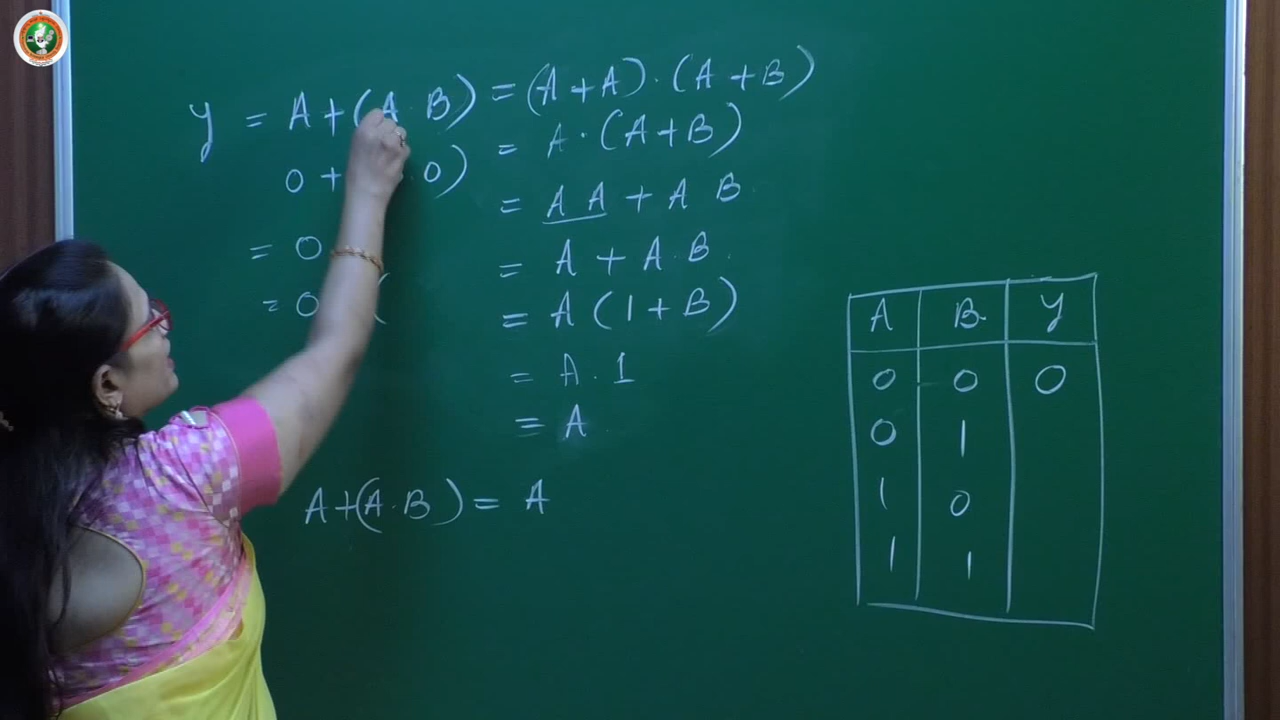 y = A + (A . B) = (A + A) . (A + B)
= A . (A + B)
0 + . 0)
= A A + A B
= 0
= A + A . B
= 0 (
= A (1 + B)
= A . 1
= A
A + (A . B) = A
A B y
0 0 0
0 1
1 0
1 1